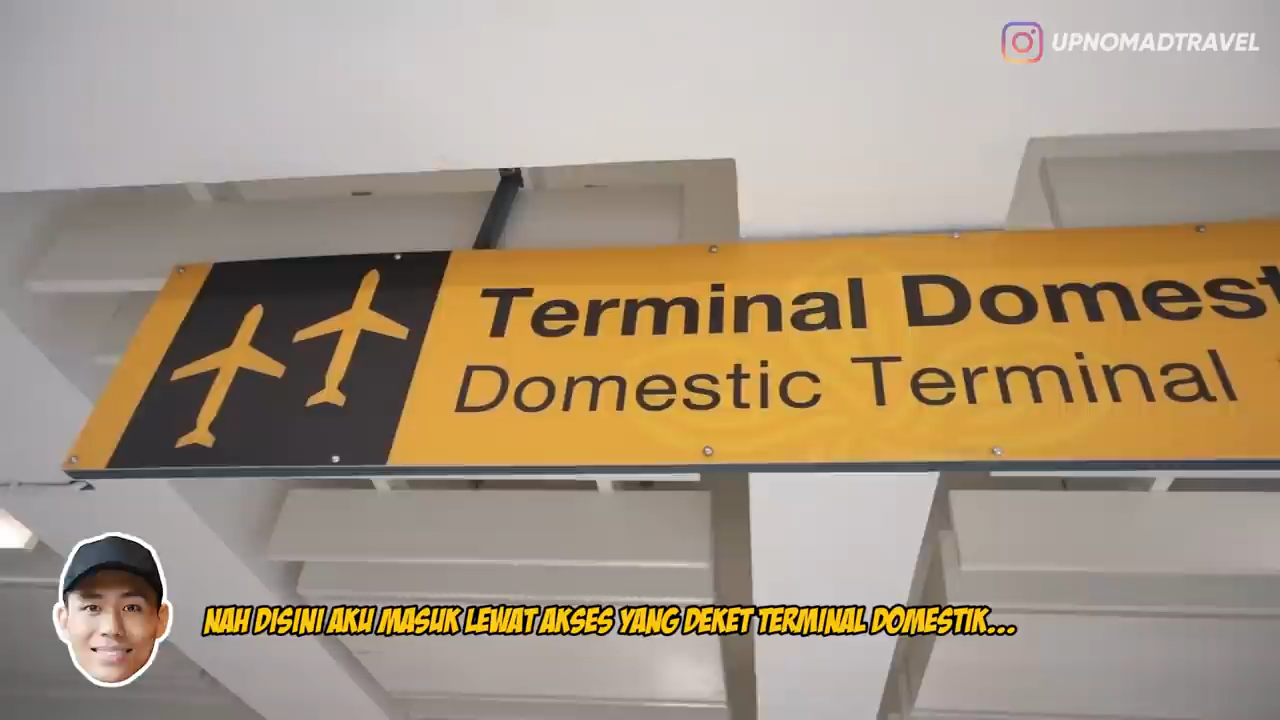 UPNOMADTRAVEL
Terminal Domest
Domestic Terminal
NAH DISINI AKU MASUK LEWAT AKSES YANG DEKET TERMINAL DOMESTIK...